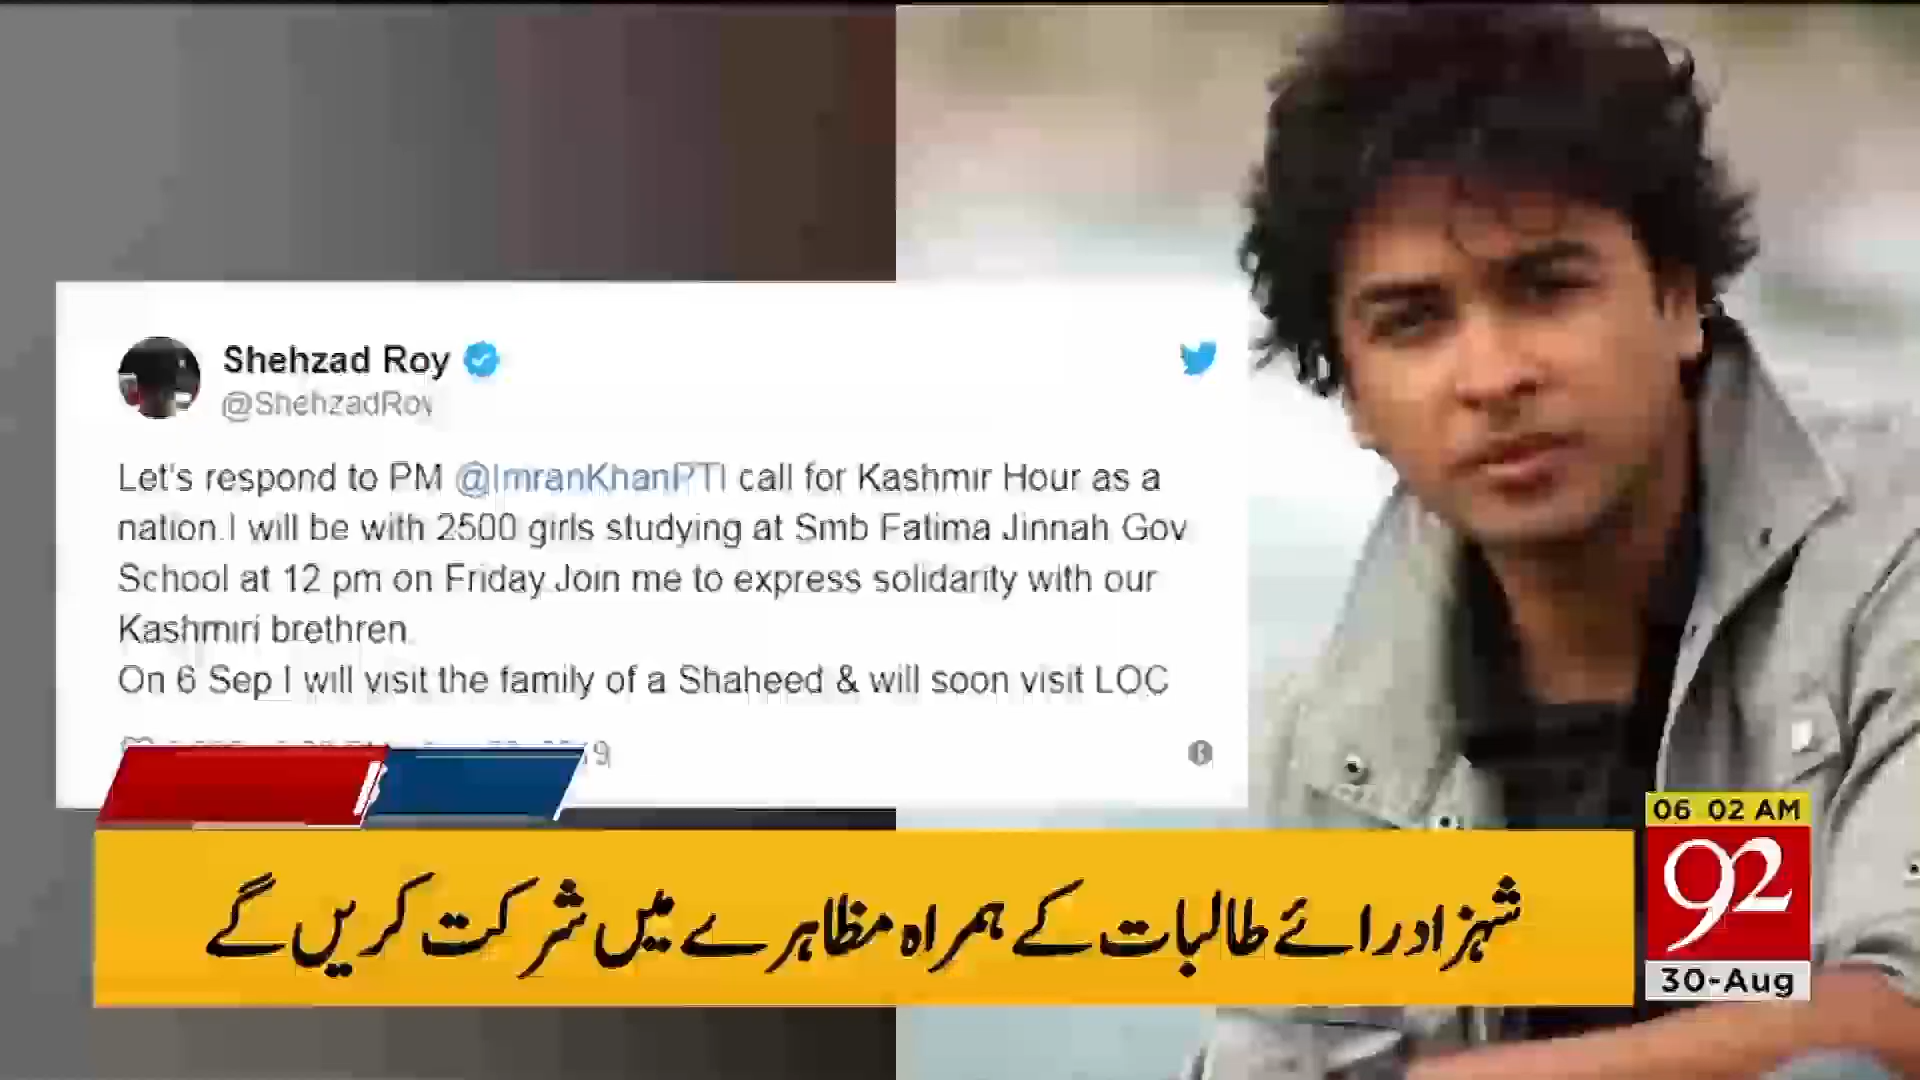 Shehzad Roy
@ShehzadRoy
Let's respond to PM @ImranKhanPTI call for Kashmir Hour as a
nation.I will be with 2500 girls studying at Smb Fatima Jinnah Gov
School at 12 pm on Friday.Join me to express solidarity with our
Kashmiri brethren.
On 6 Sep I will visit the family of a Shaheed & will soon visit LOC
06 02 AM
92
30-Aug
شہزاد رائے طالبات کے ہمراہ مظاہرے میں شرکت کریں گے